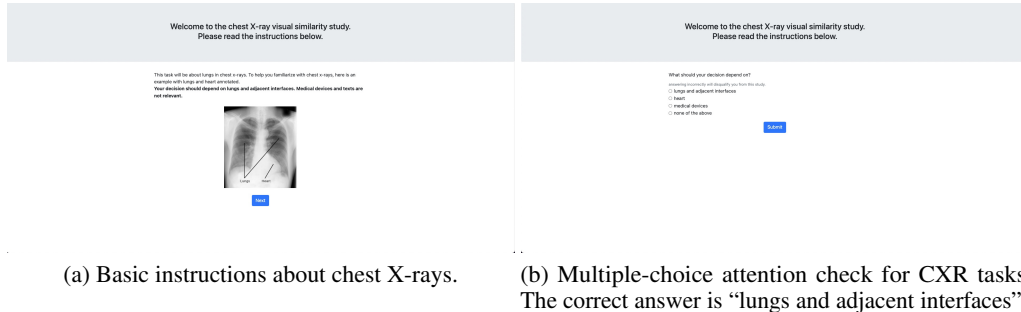 Welcome to the chest X-ray visual similarity study.
Please read the instructions below.
This task will be about lungs in chest x-rays. To help you familiarize with chest x-rays, here is an
example with lungs and heart annotated.
Your decision should depend on lungs and adjacent interfaces. Medical devices and texts are
not relevant.
Lungs
Heart
Next
(a) Basic instructions about chest X-rays.
Welcome to the chest X-ray visual similarity study.
Please read the instructions below.
What should your decision depend on?
answering incorrectly will disqualify you from this study
lungs and adjacent interfaces
heart
medical devices
none of the above
Submit
(b) Multiple-choice attention check for CXR tasks
The correct answer is “lungs and adjacent interfaces”